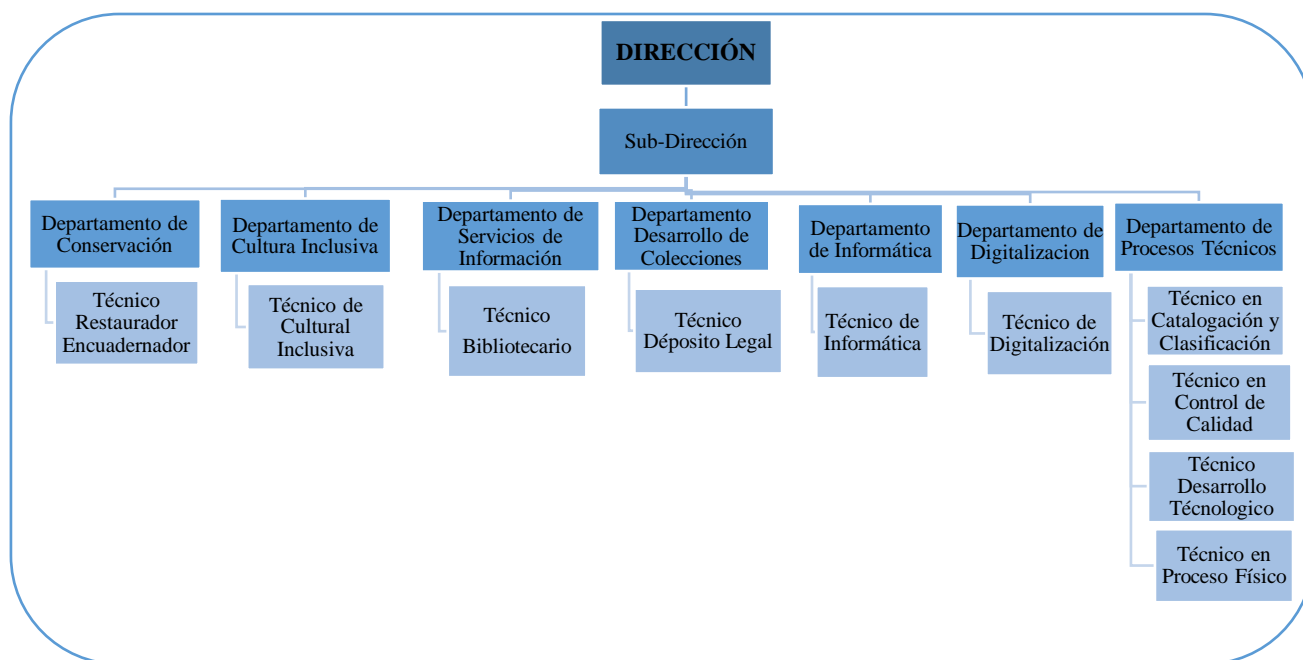 DIRECCIÓN
Sub-Dirección
Departamento de
Conservación
Técnico
Restaurador
Encuadernador
Departamento de
Cultura Inclusiva
Técnico de
Cultural
Inclusiva
Departamento de
Servicios de
Información
Técnico
Bibliotecario
Departamento
Desarrollo de
Colecciones
Técnico
Déposito Legal
Departamento
de Informática
Técnico de
Informática
Departamento de
Digitalizacion
Técnico de
Digitalización
Departamento de
Procesos Técnicos
Técnico en
Catalogación y
Clasificación
Técnico en
Control de
Calidad
Técnico
Desarrollo
Técnologico
Técnico en
Proceso Físico